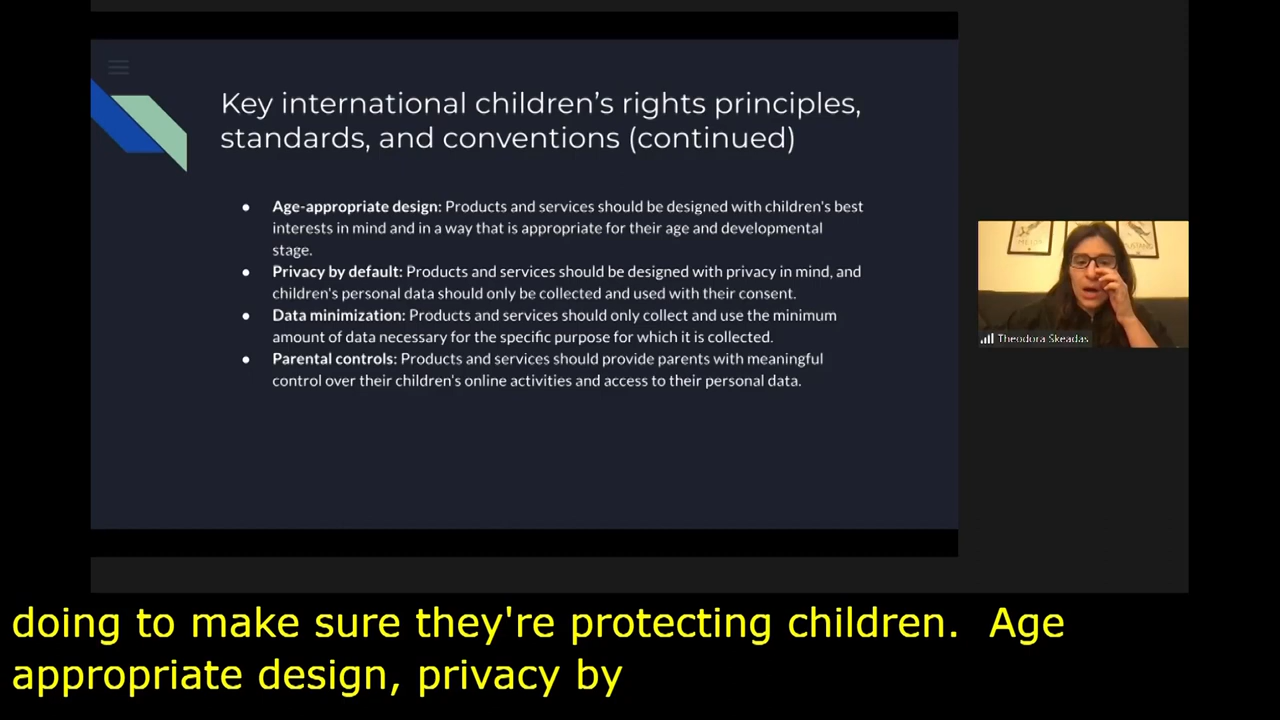 Key international children’s rights principles,
standards, and conventions (continued)
● Age-appropriate design: Products and services should be designed with children's best
interests in mind and in a way that is appropriate for their age and developmental
stage.
● Privacy by default: Products and services should be designed with privacy in mind, and
children's personal data should only be collected and used with their consent.
● Data minimization: Products and services should only collect and use the minimum
amount of data necessary for the specific purpose for which it is collected.
● Parental controls: Products and services should provide parents with meaningful
control over their children's online activities and access to their personal data.
Theodora Skeadas
doing to make sure they're protecting children.  Age
appropriate design, privacy by